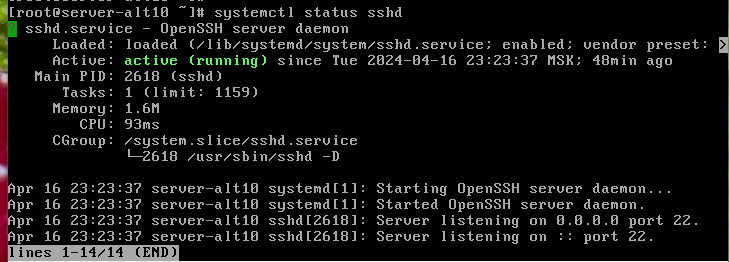 [root@server-alt10 ~]# systemctl status sshd
sshd.service - OpenSSH server daemon
Loaded: loaded (/lib/systemd/system/sshd.service; enabled; vendor preset: >
Active: active (running) since Tue 2024-04-16 23:23:37 MSK; 48min ago
Main PID: 2618 (sshd)
Tasks: 1 (limit: 1159)
Memory: 1.6M
CPU: 93ms
CGroup: /system.slice/sshd.service
└─2618 /usr/sbin/sshd -D
Apr 16 23:23:37 server-alt10 systemd[1]: Starting OpenSSH server daemon...
Apr 16 23:23:37 server-alt10 systemd[1]: Started OpenSSH server daemon.
Apr 16 23:23:37 server-alt10 sshd[2618]: Server listening on 0.0.0.0 port 22.
Apr 16 23:23:37 server-alt10 sshd[2618]: Server listening on :: port 22.
lines 1-14/14 (END)